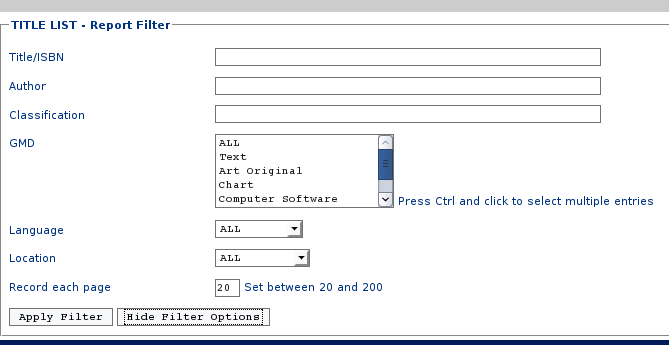 TITLE LIST - Report Filter
Title/ISBN
Author
Classification
GMD
ALL
Text
Art Original
Chart
Computer Software
Press Ctrl and click to select multiple entries
Language
ALL
Location
ALL
Record each page
20
Set between 20 and 200
Apply Filter
Hide Filter Options